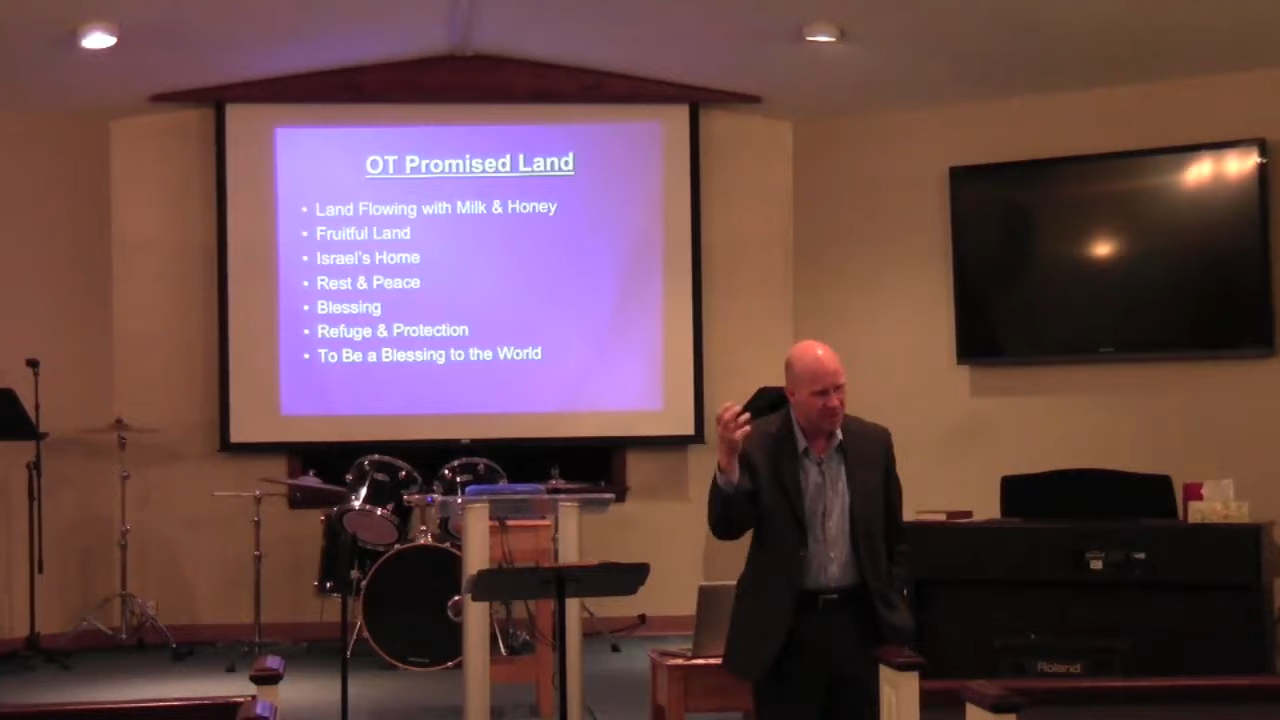 OT Promised Land
• Land Flowing with Milk & Honey
• Fruitful Land
• Israel's Home
• Rest & Peace
• Blessing
• Refuge & Protection
• To Be a Blessing to the World
Roland